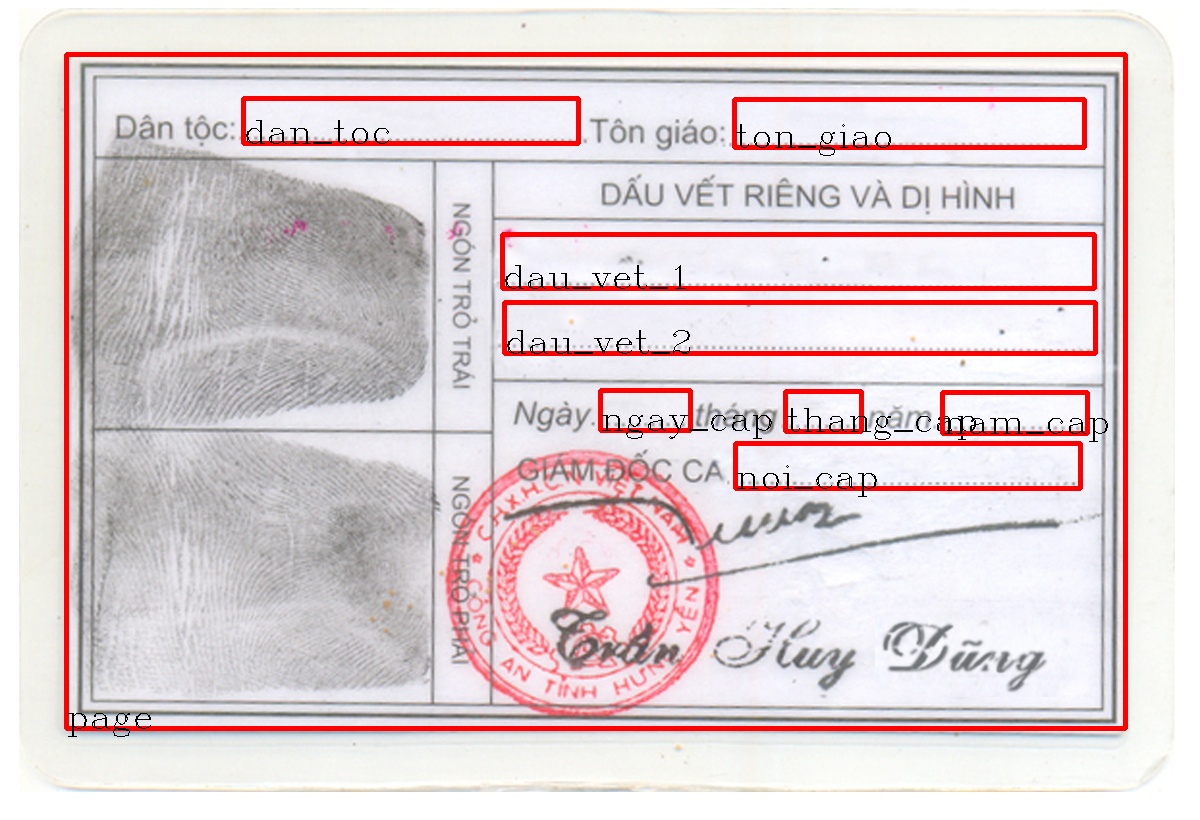 Dân tộc: dan_toc Tôn giáo: ton_giao
DẤU VẾT RIÊNG VÀ DỊ HÌNH
dau_vet_1
dau_vet_2
Ngày ngay_cap tháng thang_cap năm nam_cap
GIÁM ĐỐC CA noi_cap
NGÓN TRỎ TRÁI
NGÓN TRỎ PHẢI
CHXHCN VIỆT NAM
CÔNG AN TỈNH HƯNG YÊN
Trần Huy Dũng
page